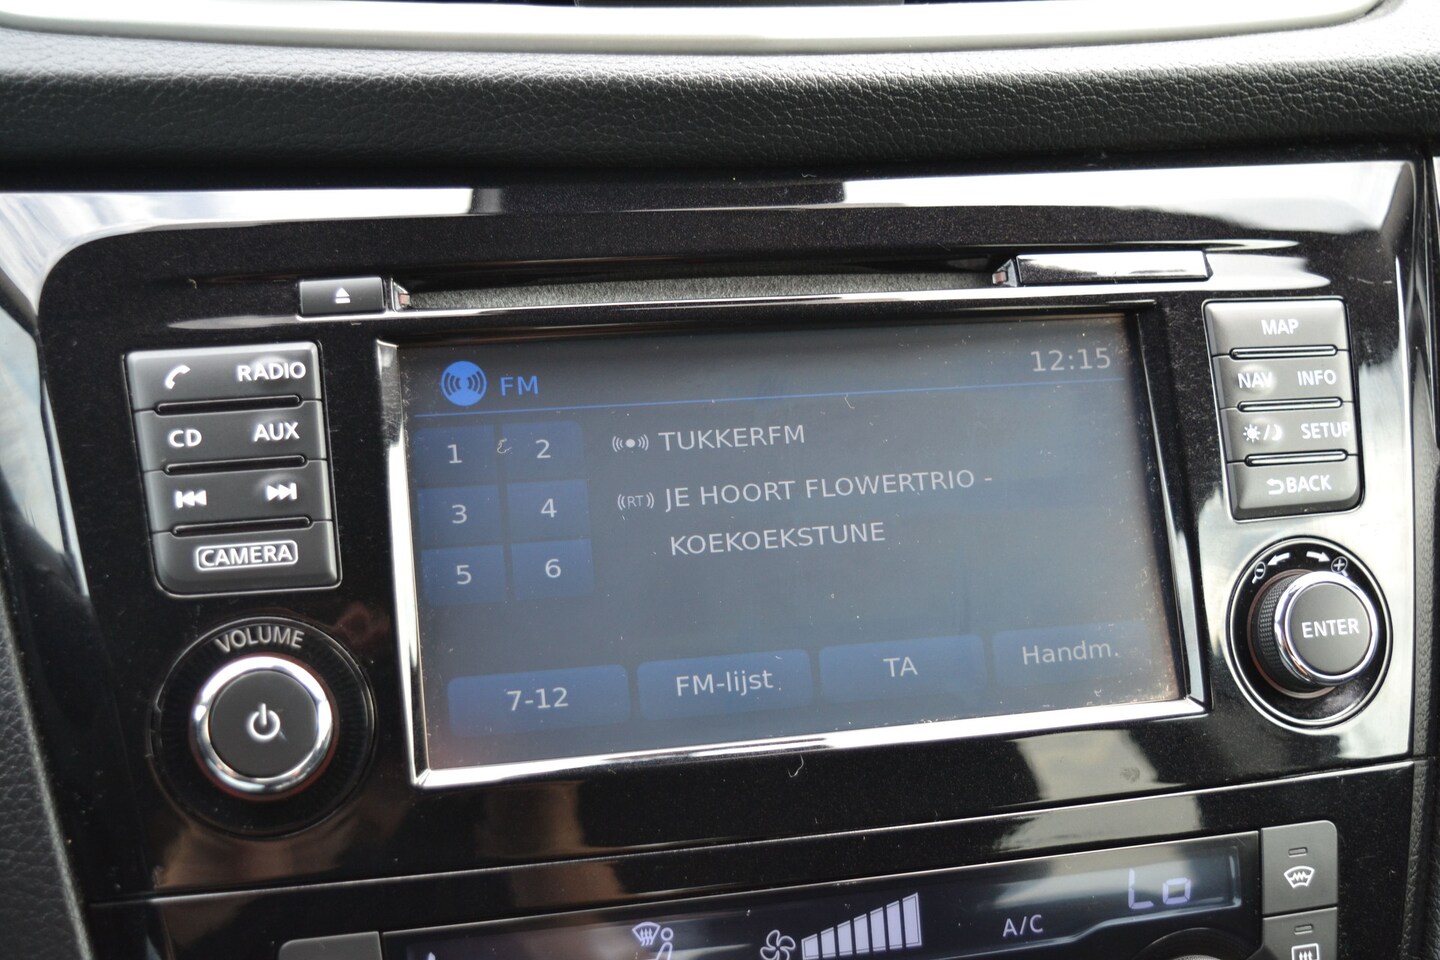 RADIO
CD AUX
CAMERA
VOLUME
FM 12:15
1 2
3 4
5 6
TUKKERFM
(RT) JE HOORT FLOWERTRIO -
KOEKOEKSTUNE
7-12 FM-lijst TA Handm.
MAP
NAV INFO
SETUP
BACK
ENTER
A/C Lo